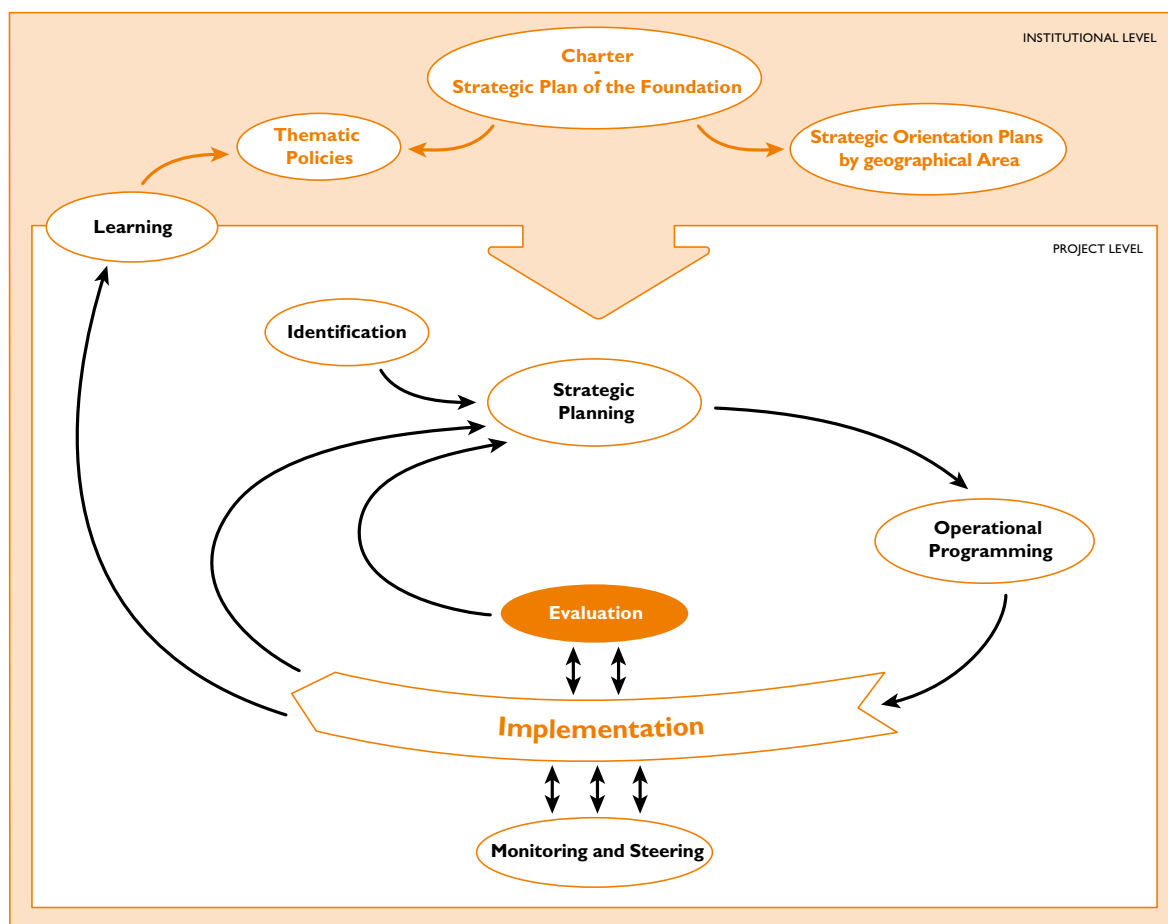 INSTITUTIONAL LEVEL
Charter
-
Strategic Plan of the Foundation
Thematic
Policies
Strategic Orientation Plans
by geographical Area
Learning
PROJECT LEVEL
Identification
Strategic
Planning
Operational
Programming
Evaluation
Implementation
Monitoring and Steering